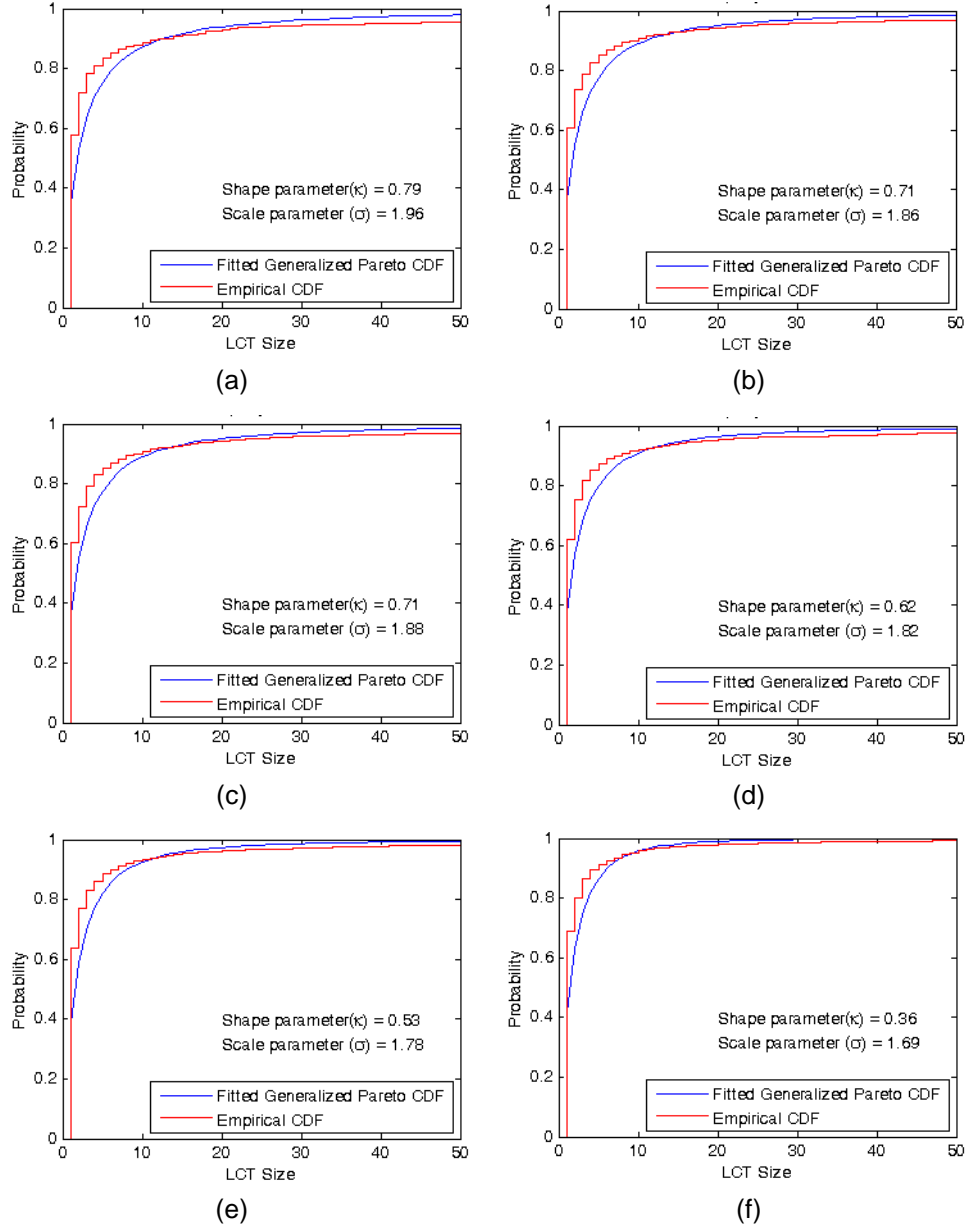 1
0.8
0.6
0.4
0.2
0
Probability
Shape parameter(κ) = 0.79
Scale parameter (σ) = 1.96
Fitted Generalized Pareto CDF
Empirical CDF
0 10 20 30 40 50
LCT Size
(a)
1
0.8
0.6
0.4
0.2
0
Probability
Shape parameter(κ) = 0.71
Scale parameter (σ) = 1.86
Fitted Generalized Pareto CDF
Empirical CDF
0 10 20 30 40 50
LCT Size
(b)
1
0.8
0.6
0.4
0.2
0
Probability
Shape parameter(κ) = 0.71
Scale parameter (σ) = 1.88
Fitted Generalized Pareto CDF
Empirical CDF
0 10 20 30 40 50
LCT Size
(c)
1
0.8
0.6
0.4
0.2
0
Probability
Shape parameter(κ) = 0.62
Scale parameter (σ) = 1.82
Fitted Generalized Pareto CDF
Empirical CDF
0 10 20 30 40 50
LCT Size
(d)
1
0.8
0.6
0.4
0.2
0
Probability
Shape parameter(κ) = 0.53
Scale parameter (σ) = 1.78
Fitted Generalized Pareto CDF
Empirical CDF
0 10 20 30 40 50
LCT Size
(e)
1
0.8
0.6
0.4
0.2
0
Probability
Shape parameter(κ) = 0.36
Scale parameter (σ) = 1.69
Fitted Generalized Pareto CDF
Empirical CDF
0 10 20 30 40 50
LCT Size
(f)